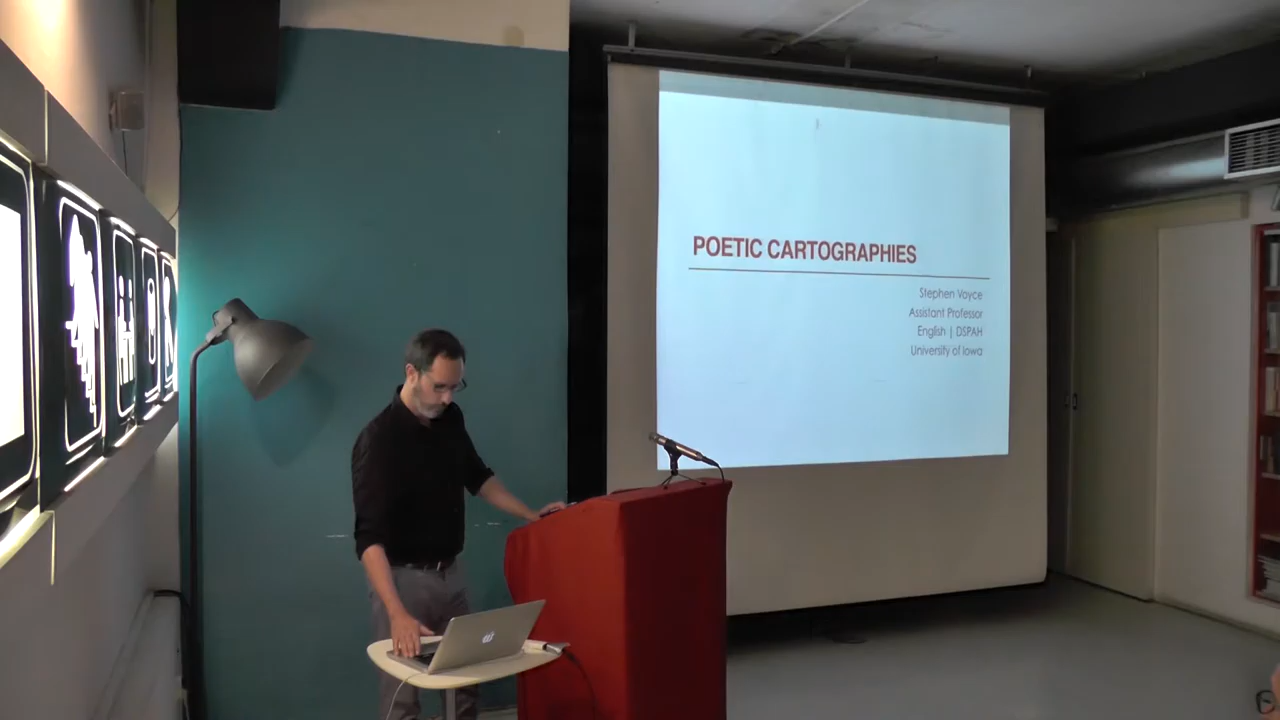 POETIC CARTOGRAPHIES
Stephen Voyce
Assistant Professor
English | DSPAH
University of Iowa